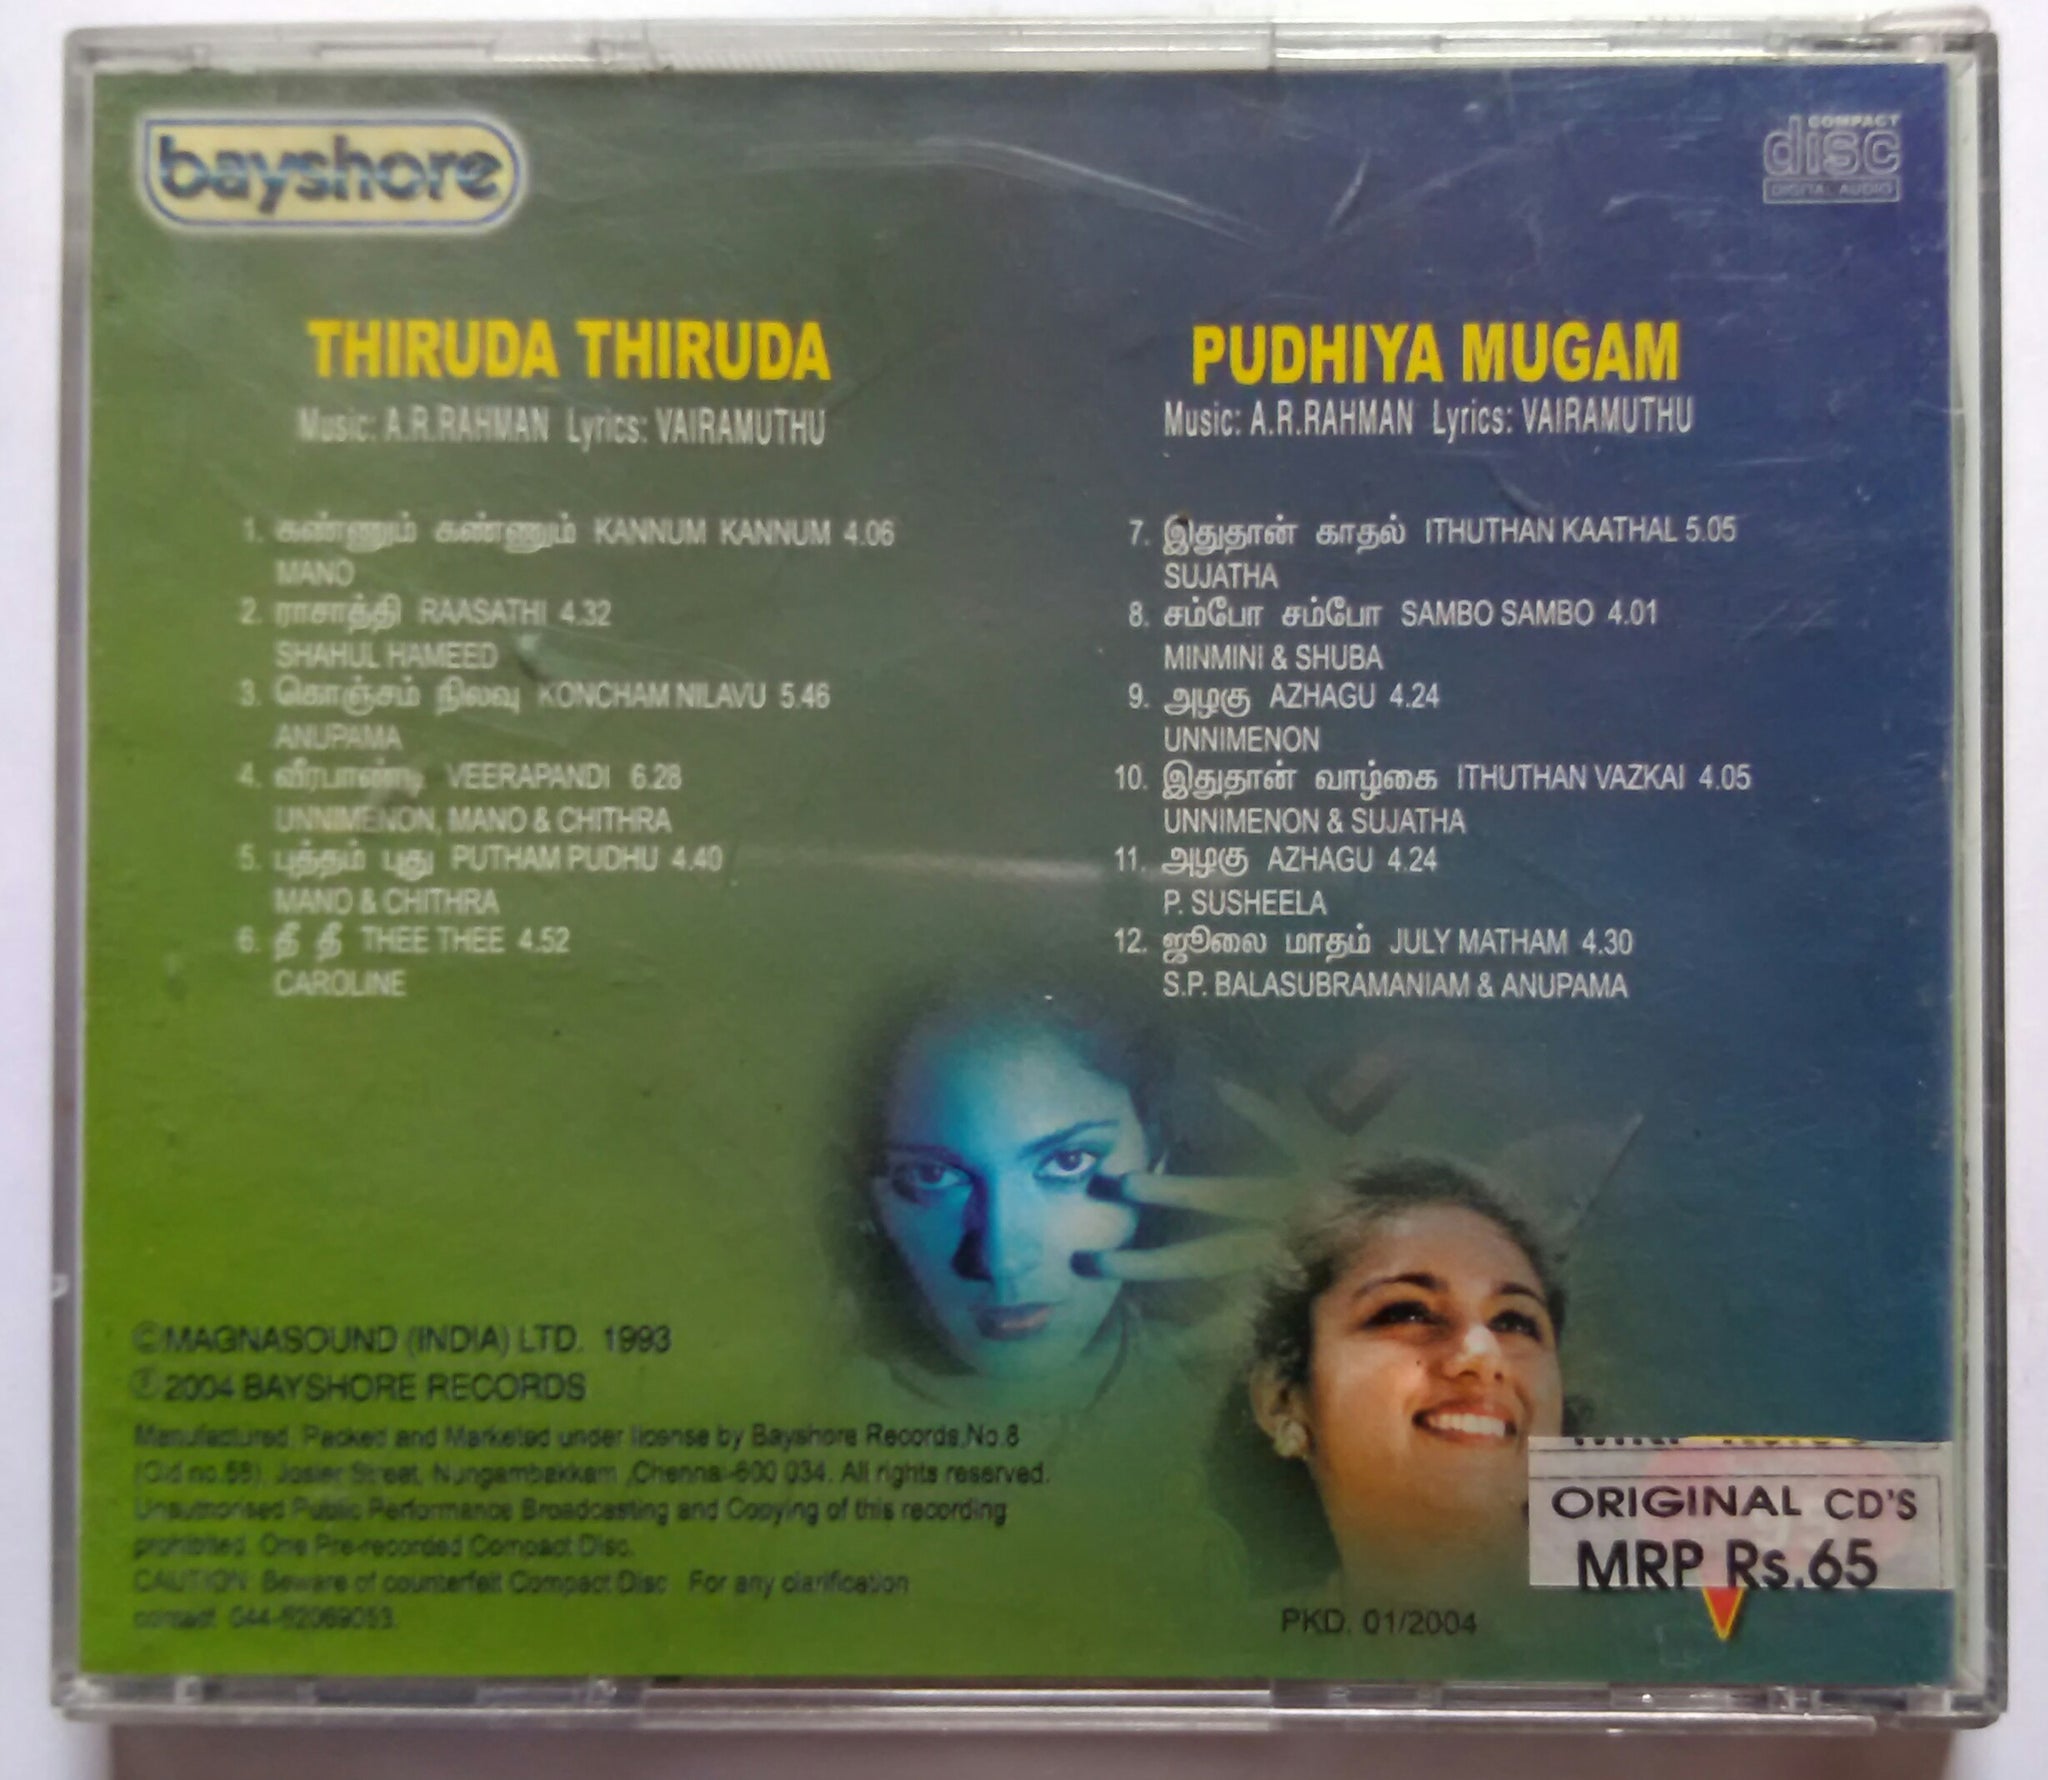 bayshore
COMPACT
disc
DIGITAL AUDIO
THIRUDA THIRUDA
Music: A.R.RAHMAN Lyrics: VAIRAMUTHU
1. கண்ணும் கண்ணும் KANNUM KANNUM 4.06
MANO
2. ராசாத்தி RAASATHI 4.32
SHAHUL HAMEED
3. கொஞ்சம் நிலவு KONCHAM NILAVU 5.46
ANUPAMA
4. வீரபாண்டி VEERAPANDI 6.28
UNNIMENON, MANO & CHITHRA
5. புத்தம் புது PUTHAM PUDHU 4.40
MANO & CHITHRA
6. தீ தீ THEE THEE 4.52
CAROLINE
PUDHIYA MUGAM
Music: A.R.RAHMAN Lyrics: VAIRAMUTHU
7. இதுதான் காதல் ITHUTHAN KAATHAL 5.05
SUJATHA
8. சம்போ சம்போ SAMBO SAMBO 4.01
MINMINI & SHUBA
9. அழகு AZHAGU 4.24
UNNIMENON
10. இதுதான் வாழ்கை ITHUTHAN VAZKAI 4.05
UNNIMENON & SUJATHA
11. அழகு AZHAGU 4.24
P. SUSHEELA
12. ஜூலை மாதம் JULY MATHAM 4.30
S.P. BALASUBRAMANIAM & ANUPAMA
©MAGNASOUND (INDIA) LTD. 1993
℗ 2004 BAYSHORE RECORDS
Manufactured, Packed and Marketed under license by Bayshore Records,No.8
(Old no.58), Josier Street, Nungambakkam ,Chennai-600 034. All rights reserved.
Unauthorised Public Performance Broadcasting and Copying of this recording
prohibited. One Pre-recorded Compact Disc.
CAUTION: Beware of counterfeit Compact Disc For any clarification
contact 044-52069053.
PKD. 01/2004
ORIGINAL CD'S
MRP Rs.65